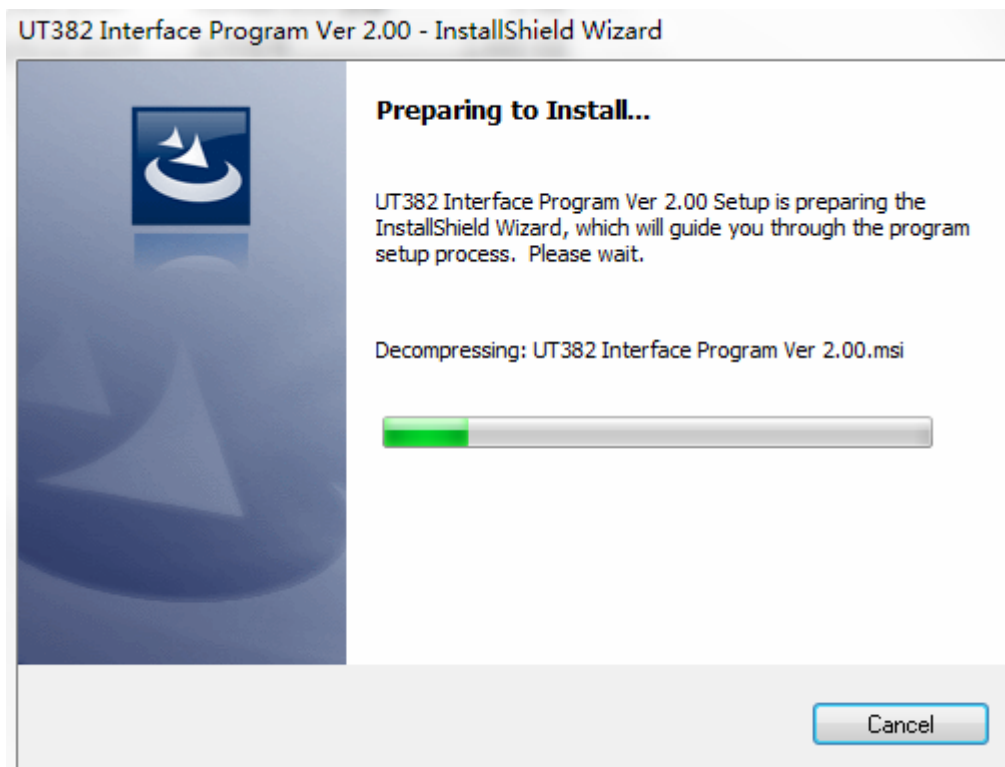 UT382 Interface Program Ver 2.00 - InstallShield Wizard
Preparing to Install...
UT382 Interface Program Ver 2.00 Setup is preparing the
InstallShield Wizard, which will guide you through the program
setup process.  Please wait.
Decompressing: UT382 Interface Program Ver 2.00.msi
Cancel